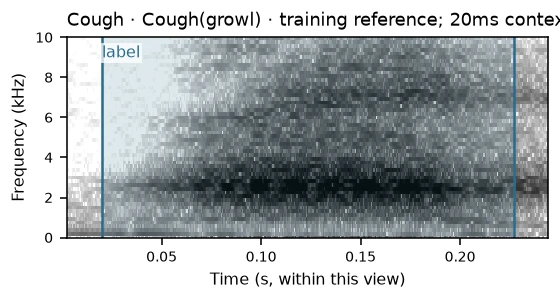 Cough · Cough(growl) · training reference; 20ms conte
label
Frequency (kHz)
10
8
6
4
2
0
0.05 0.10 0.15 0.20
Time (s, within this view)